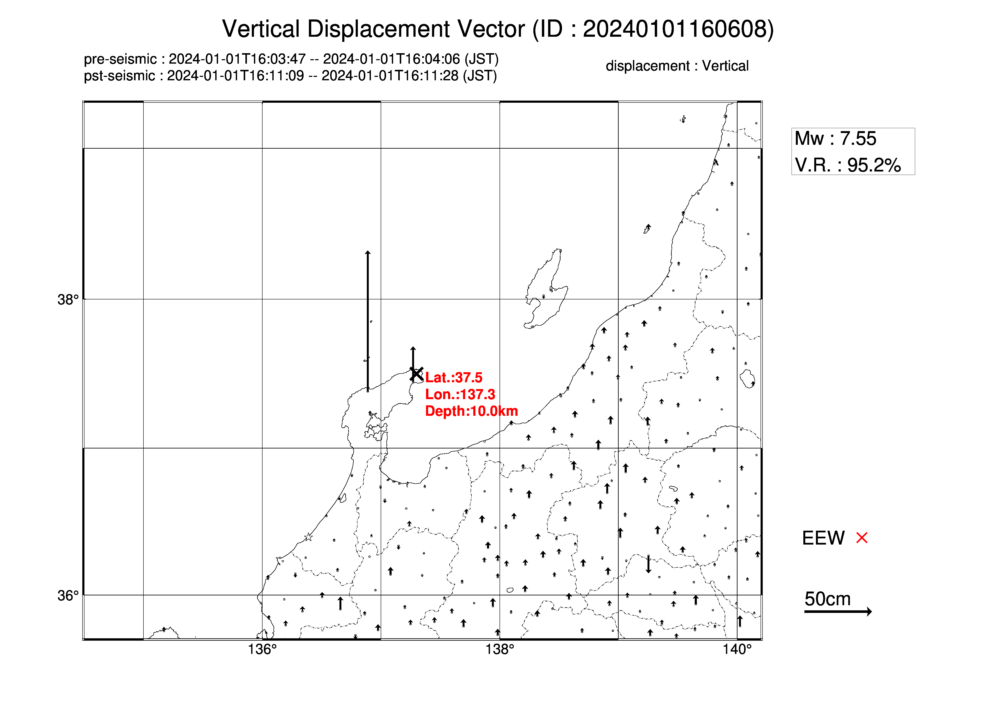 Vertical Displacement Vector (ID : 20240101160608)
pre-seismic : 2024-01-01T16:03:47 -- 2024-01-01T16:04:06 (JST)
pst-seismic : 2024-01-01T16:11:09 -- 2024-01-01T16:11:28 (JST)
displacement : Vertical
Mw : 7.55
V.R. : 95.2%
38°
Lat.:37.5
Lon.:137.3
Depth:10.0km
EEW
36°
50cm
136°
138°
140°